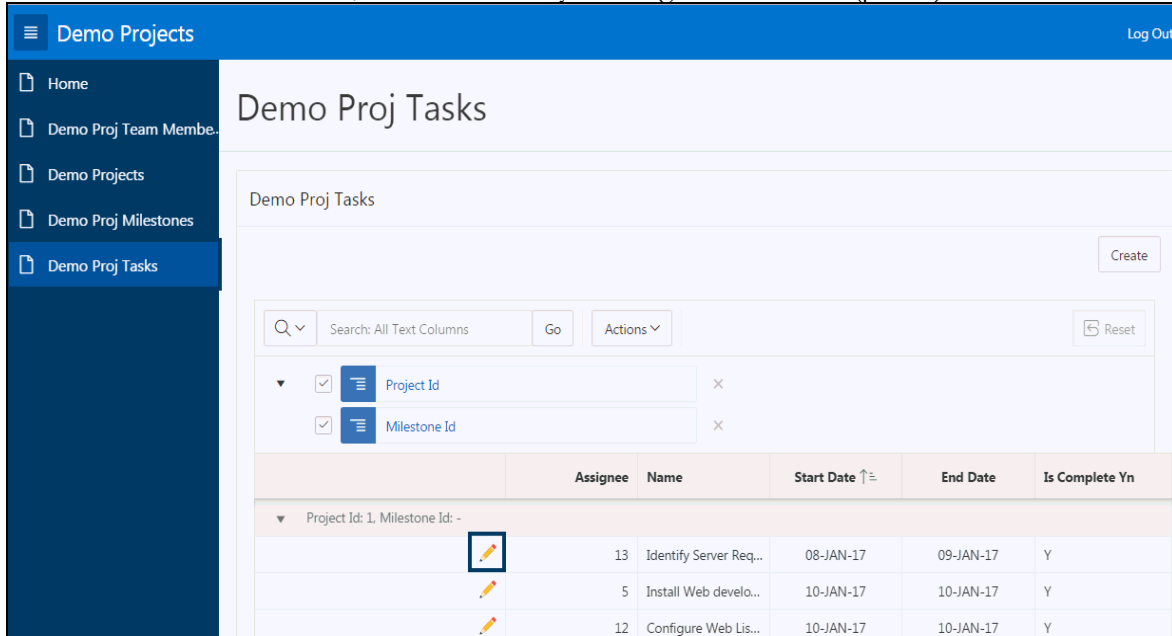 Demo Projects
Log Out
Home
Demo Proj Team Membe..
Demo Projects
Demo Proj Milestones
Demo Proj Tasks
Demo Proj Tasks
Demo Proj Tasks
Create
Search: All Text Columns
Go
Actions
Reset
Project Id
Milestone Id
Assignee Name Start Date End Date Is Complete Yn
Project Id: 1, Milestone Id: -
13 Identify Server Req... 08-JAN-17 09-JAN-17 Y
5 Install Web develo... 10-JAN-17 10-JAN-17 Y
12 Configure Web Lis... 10-JAN-17 10-JAN-17 Y